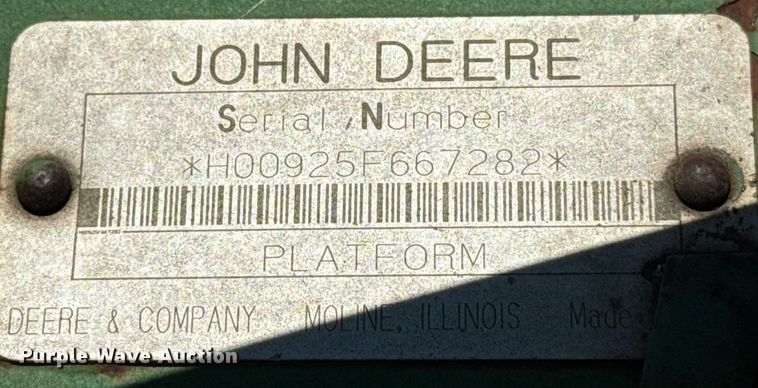 JOHN DEERE
Serial Number
*H00925F667282*
PLATFORM
DEERE & COMPANY MOLINE, ILLINOIS Made
Purple Wave Auction